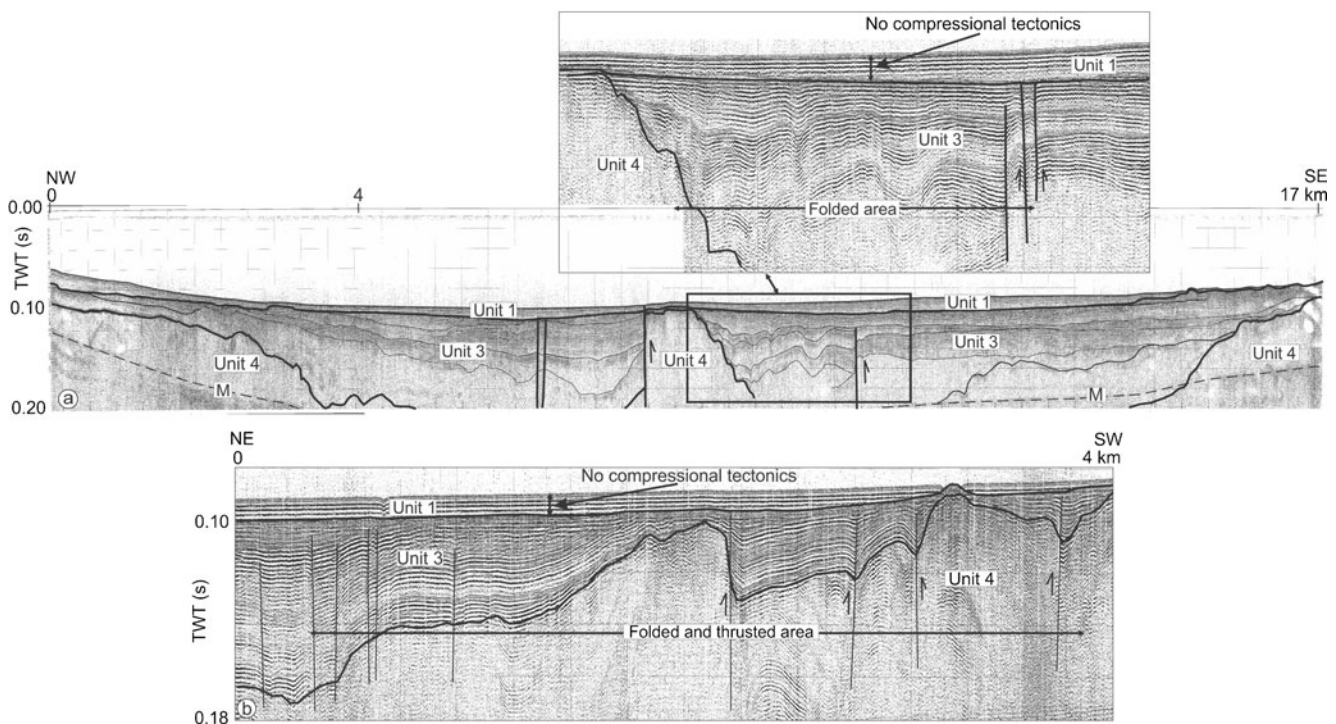 No compressional tectonics
Unit 1
Unit 3
Unit 4
Folded area
NW
SE
0
4
17 km
0.00
TWT (s)
0.10
0.20
Unit 1
Unit 1
Unit 3
Unit 4
Unit 4
Unit 3
Unit 4
M
M
a
NE
SW
0
4 km
No compressional tectonics
Unit 1
0.10
Unit 3
Unit 4
TWT (s)
Folded and thrusted area
0.18
b